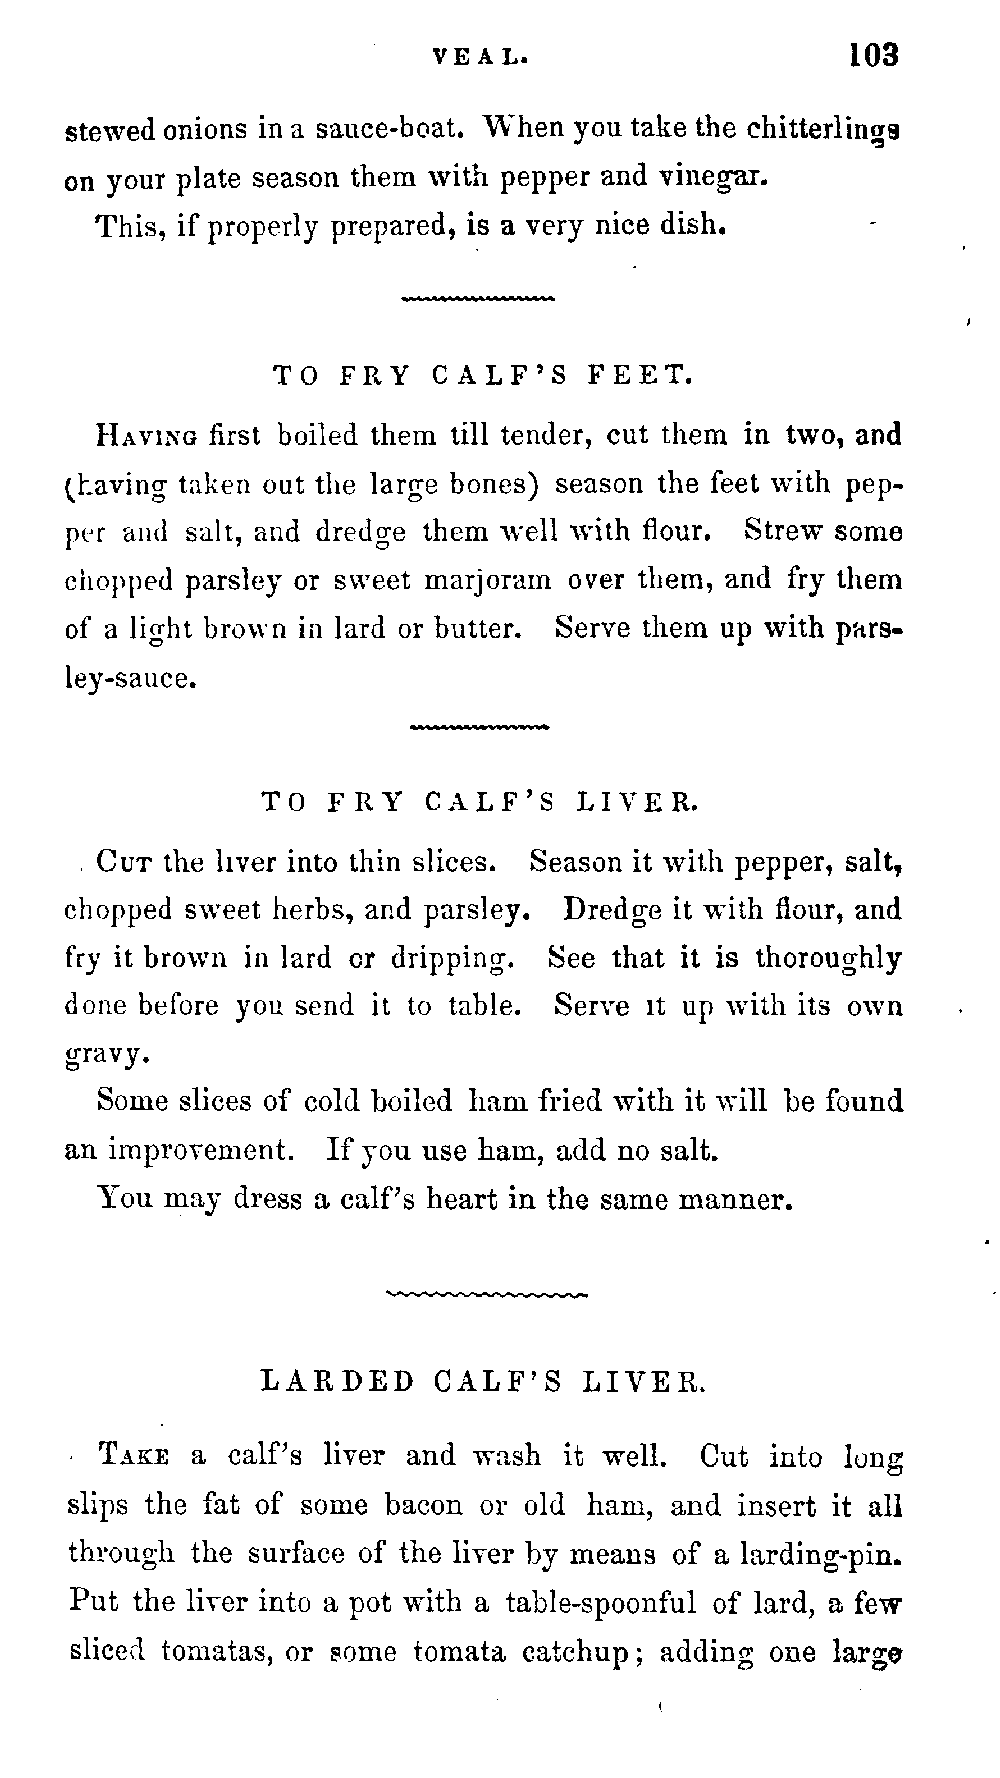 VEAL. 103
stewed onions in a sauce-boat. When you take the chitterlings
on your plate season them with pepper and vinegar.
This, if properly prepared, is a very nice dish.
TO FRY CALF'S FEET.
HAVING first boiled them till tender, cut them in two, and
(having taken out the large bones) season the feet with pep-
per and salt, and dredge them well with flour. Strew some
chopped parsley or sweet marjoram over them, and fry them
of a light brown in lard or butter. Serve them up with pars-
ley-sauce.
TO FRY CALF'S LIVER.
CUT the liver into thin slices. Season it with pepper, salt,
chopped sweet herbs, and parsley. Dredge it with flour, and
fry it brown in lard or dripping. See that it is thoroughly
done before you send it to table. Serve it up with its own
gravy.
Some slices of cold boiled ham fried with it will be found
an improvement. If you use ham, add no salt.
You may dress a calf's heart in the same manner.
LARDED CALF'S LIVER.
TAKE a calf's liver and wash it well. Cut into long
slips the fat of some bacon or old ham, and insert it all
through the surface of the liver by means of a larding-pin.
Put the liver into a pot with a table-spoonful of lard, a few
sliced tomatas, or some tomata catchup; adding one large